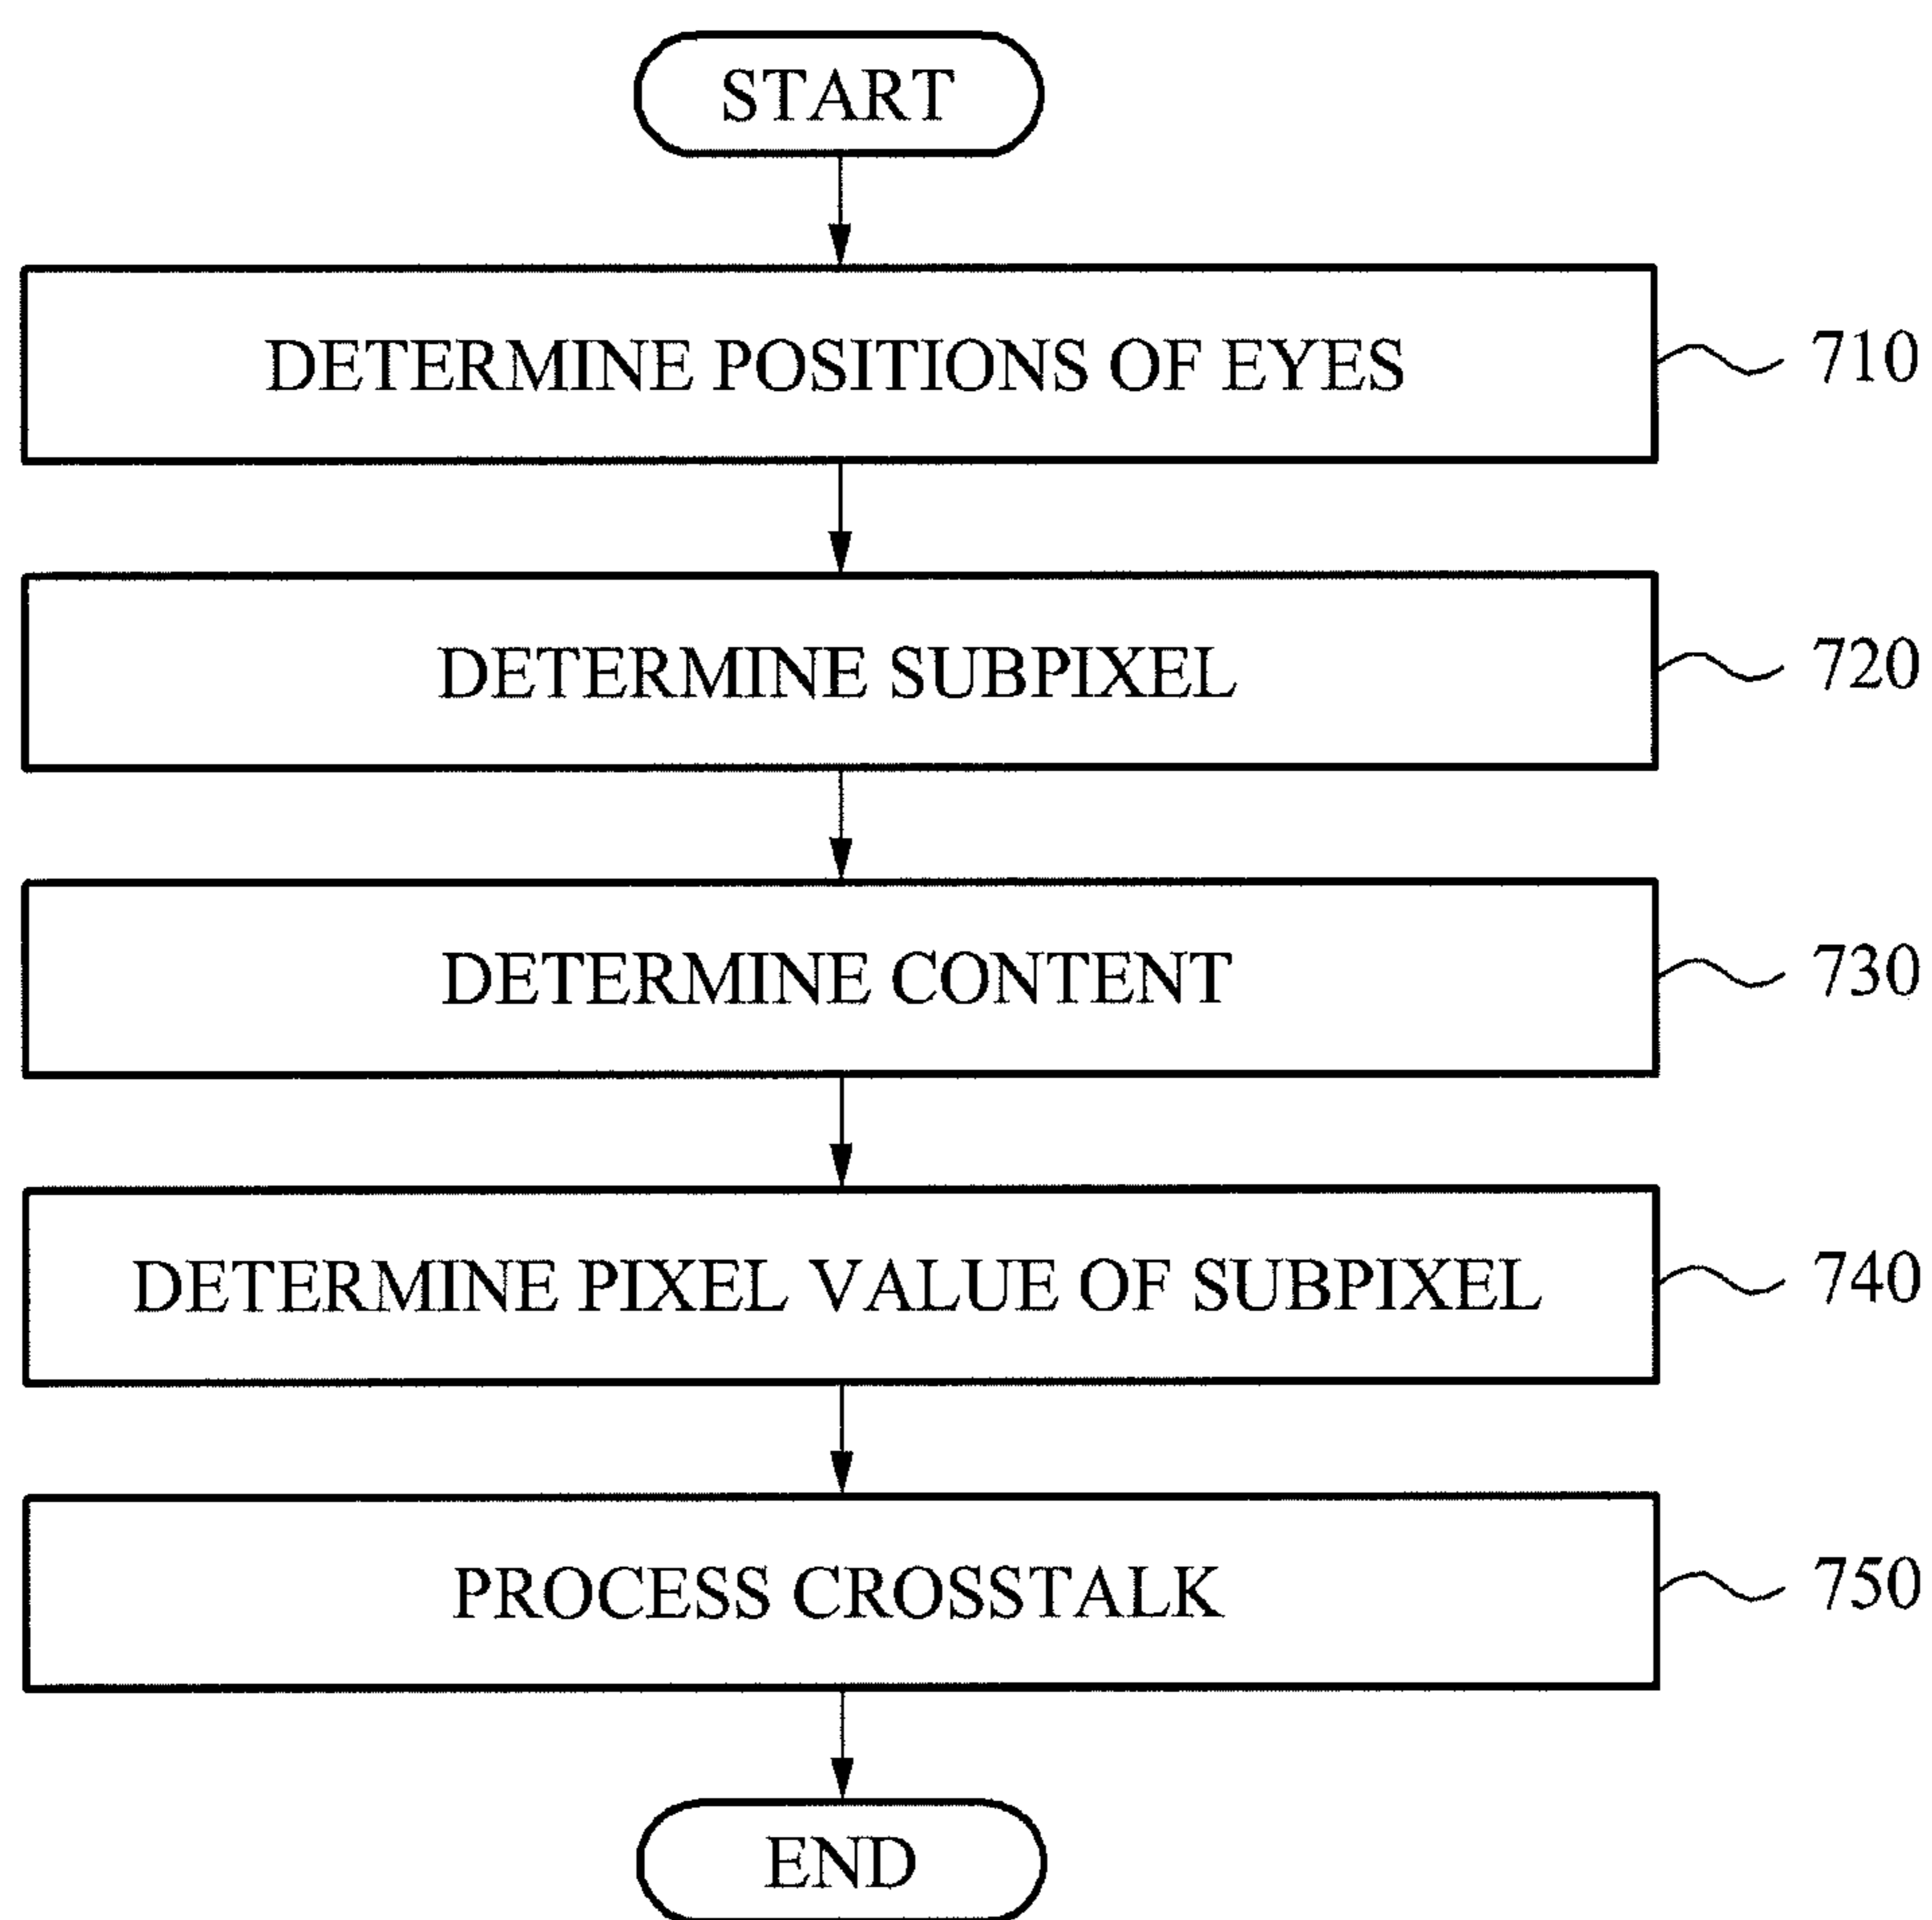 START
DETERMINE POSITIONS OF EYES
710
DETERMINE SUBPIXEL
720
DETERMINE CONTENT
730
DETERMINE PIXEL VALUE OF SUBPIXEL
740
PROCESS CROSSTALK
750
END